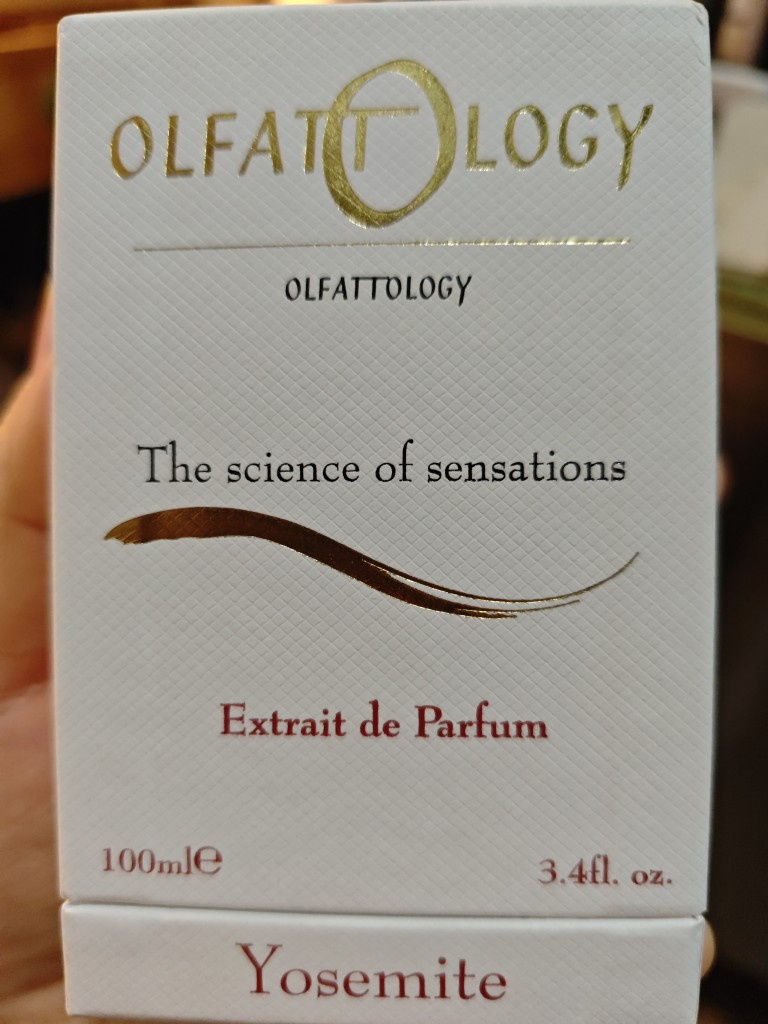 OLFATTOLOGY
OLFATTOLOGY
The science of sensations
Extrait de Parfum
100ml℮
3.4fl. oz.
Yosemite